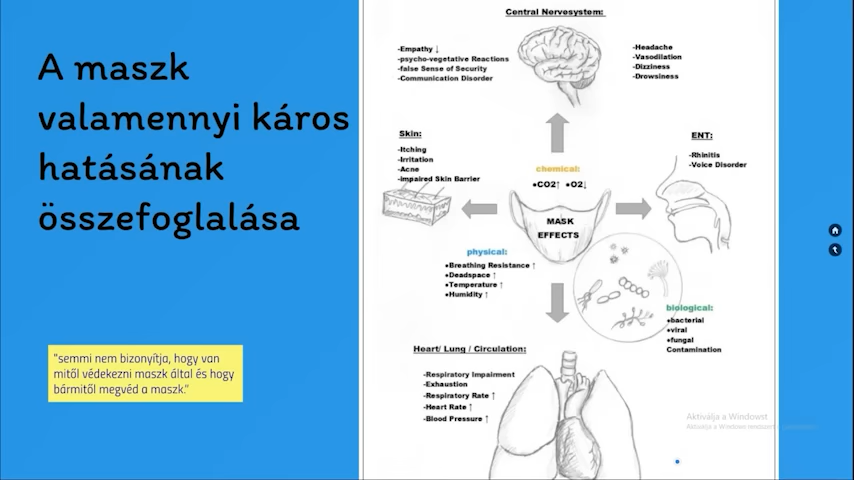 A maszk
valamennyi káros
hatásának
összefoglalása
"semmi nem bizonyítja, hogy van
mitől védekezni maszk által és hogy
bármitől megvéd a maszk."
Central Nervesystem:
-Empathy ↓
-psycho-vegetative Reactions
-false Sense of Security
-Communication Disorder
-Headache
-Vasodilation
-Dizziness
-Drowsiness
Skin:
-Itching
-Irritation
-Acne
-impaired Skin Barrier
ENT:
-Rhinitis
-Voice Disorder
chemical:
•CO2↑ •O2↓
MASK
EFFECTS
physical:
•Breathing Resistance ↑
•Deadspace ↑
•Temperature ↑
•Humidity ↑
biological:
•bacterial
•viral
•fungal
Contamination
Heart/ Lung / Circulation:
-Respiratory Impairment
-Exhaustion
-Respiratory Rate ↑
-Heart Rate ↑
-Blood Pressure ↑
Aktiválja a Windowst
Aktiválja a Windows rendszert